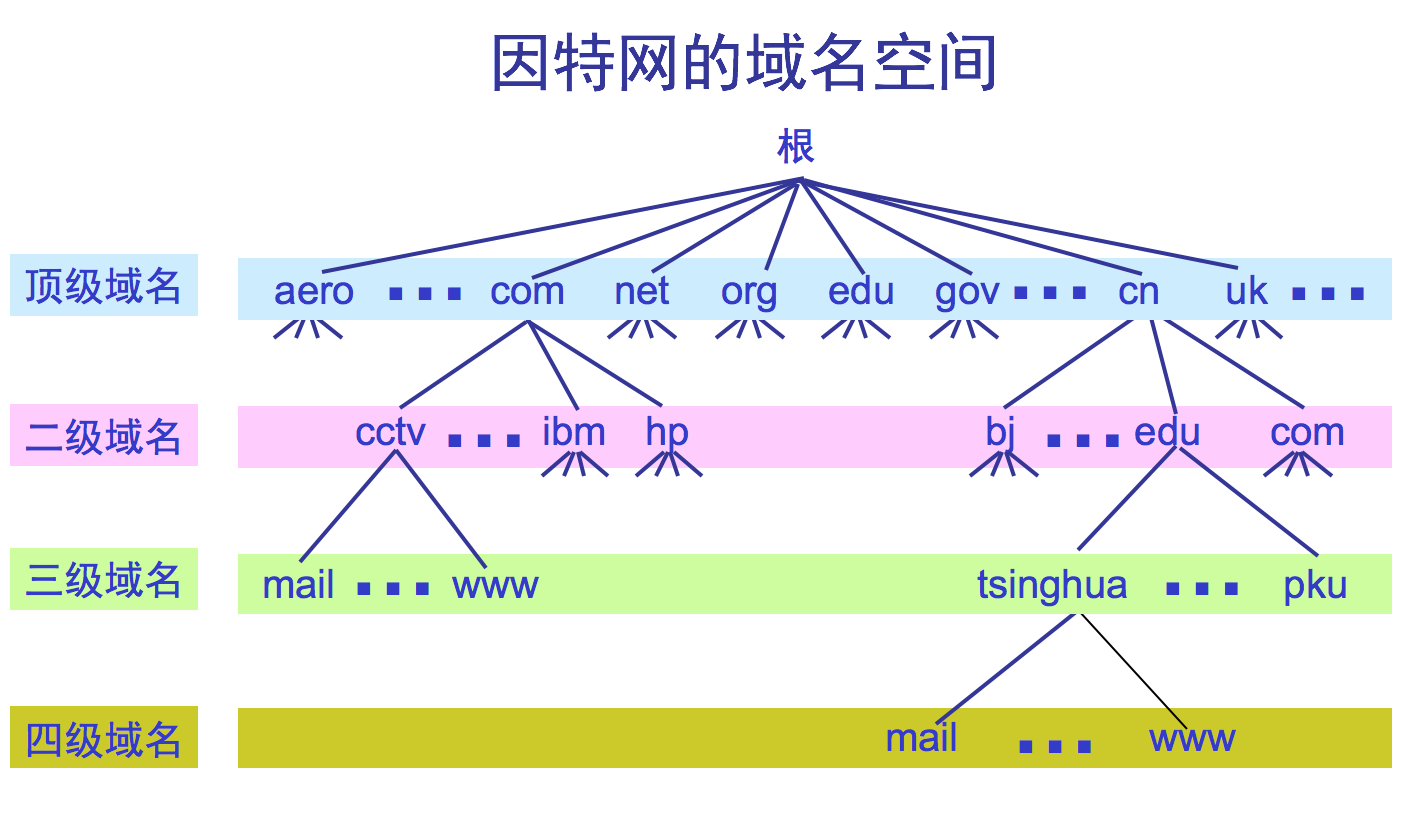 因特网的域名空间
根
顶级域名 aero ... com net org edu gov ... cn uk ...
二级域名 cctv ... ibm hp bj ... edu com
三级域名 mail ... www tsinghua ... pku
四级域名 mail ... www